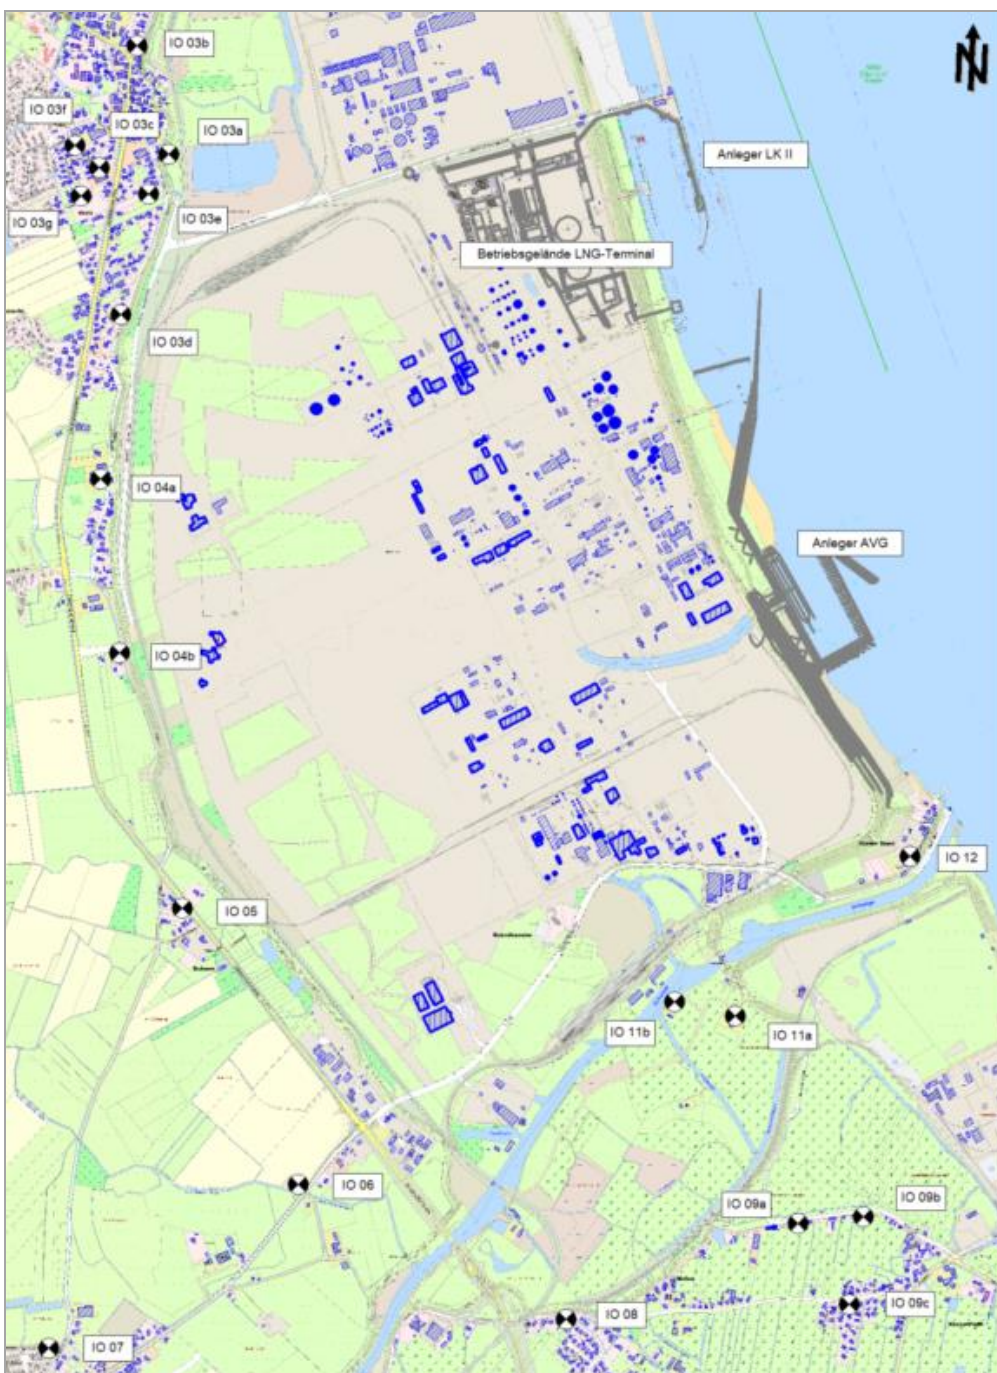 N
IO 03b
IO 03f
IO 03c
IO 03a
Anleger LK II
IO 03g
IO 03e
Betriebsgelände LNG-Terminal
IO 03d
IO 04a
Anleger AVG
IO 04b
IO 12
IO 05
IO 11b
IO 11a
IO 06
IO 09a
IO 09b
IO 09c
IO 08
IO 07